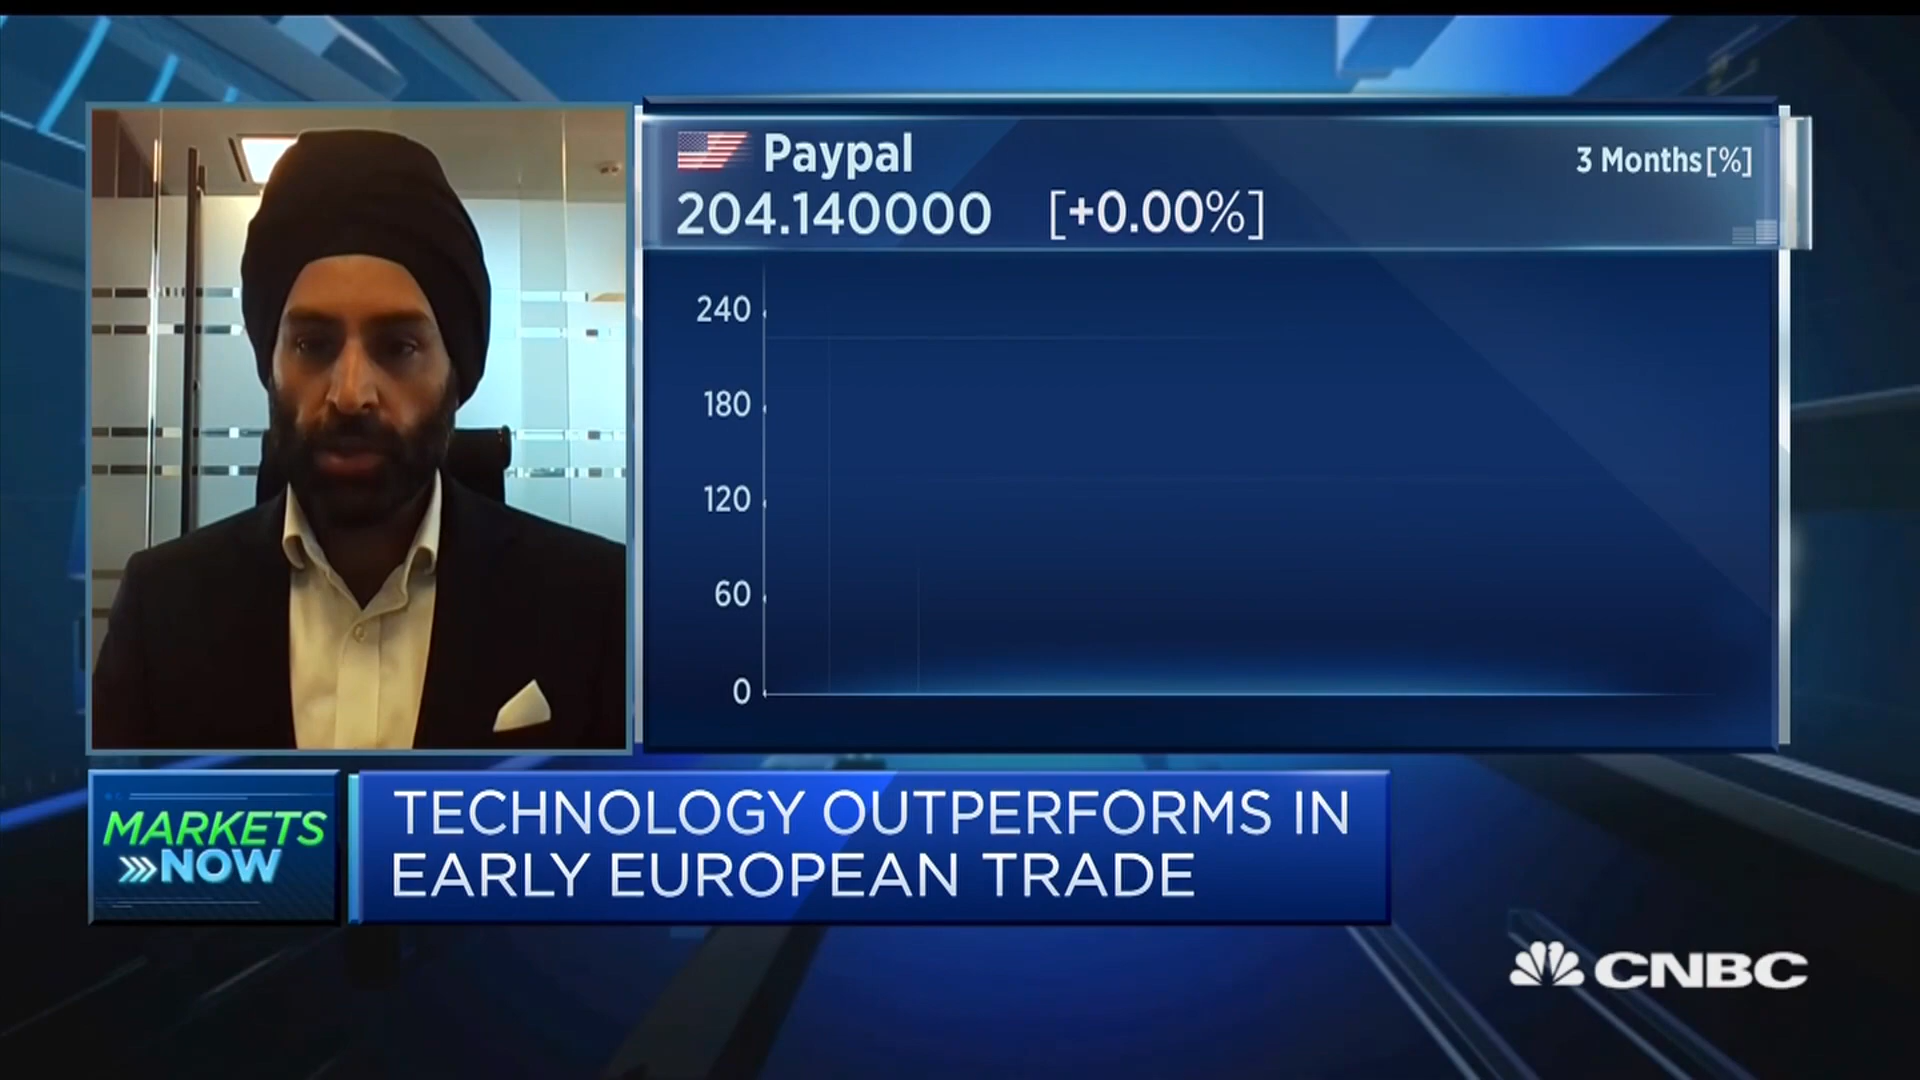 Paypal
3 Months[%]
204.140000 [+0.00%]
240
180
120
60
0
MARKETS
NOW
TECHNOLOGY OUTPERFORMS IN
EARLY EUROPEAN TRADE
CNBC